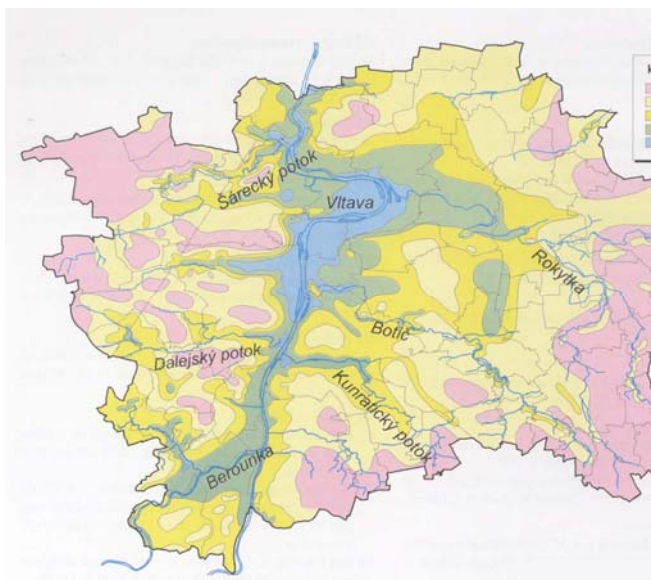 Šárecký potok
Vltava
Rokytka
Botič
Dalejský potok
Kunratický potok
Berounka